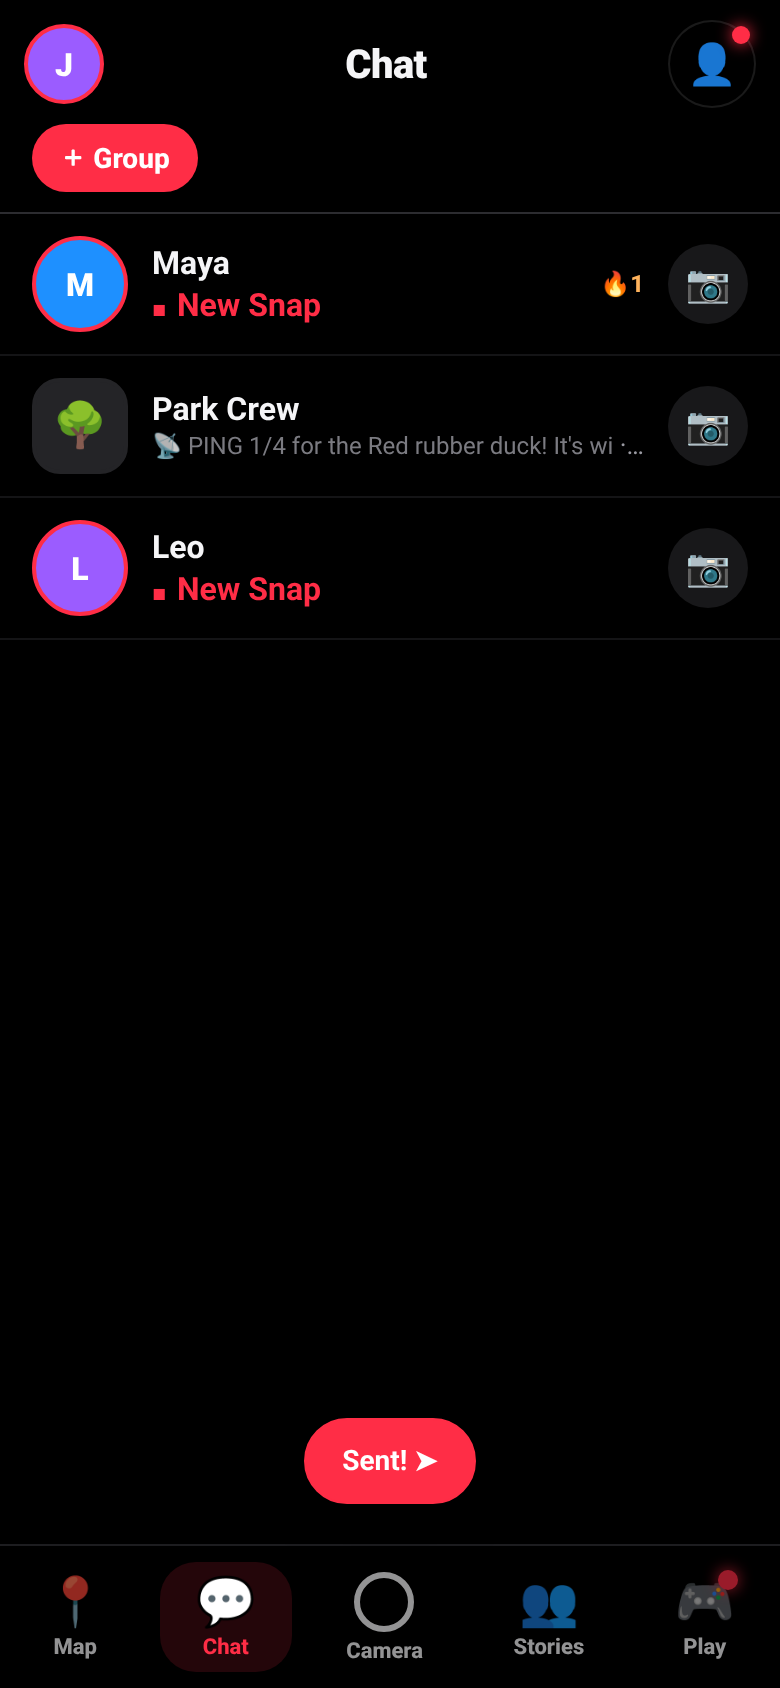 J
Chat
+ Group
M
Maya
New Snap
🔥1
Park Crew
📡 PING 1/4 for the Red rubber duck! It's wi ·…
L
Leo
New Snap
Sent! ➤
Map
Chat
Camera
Stories
Play